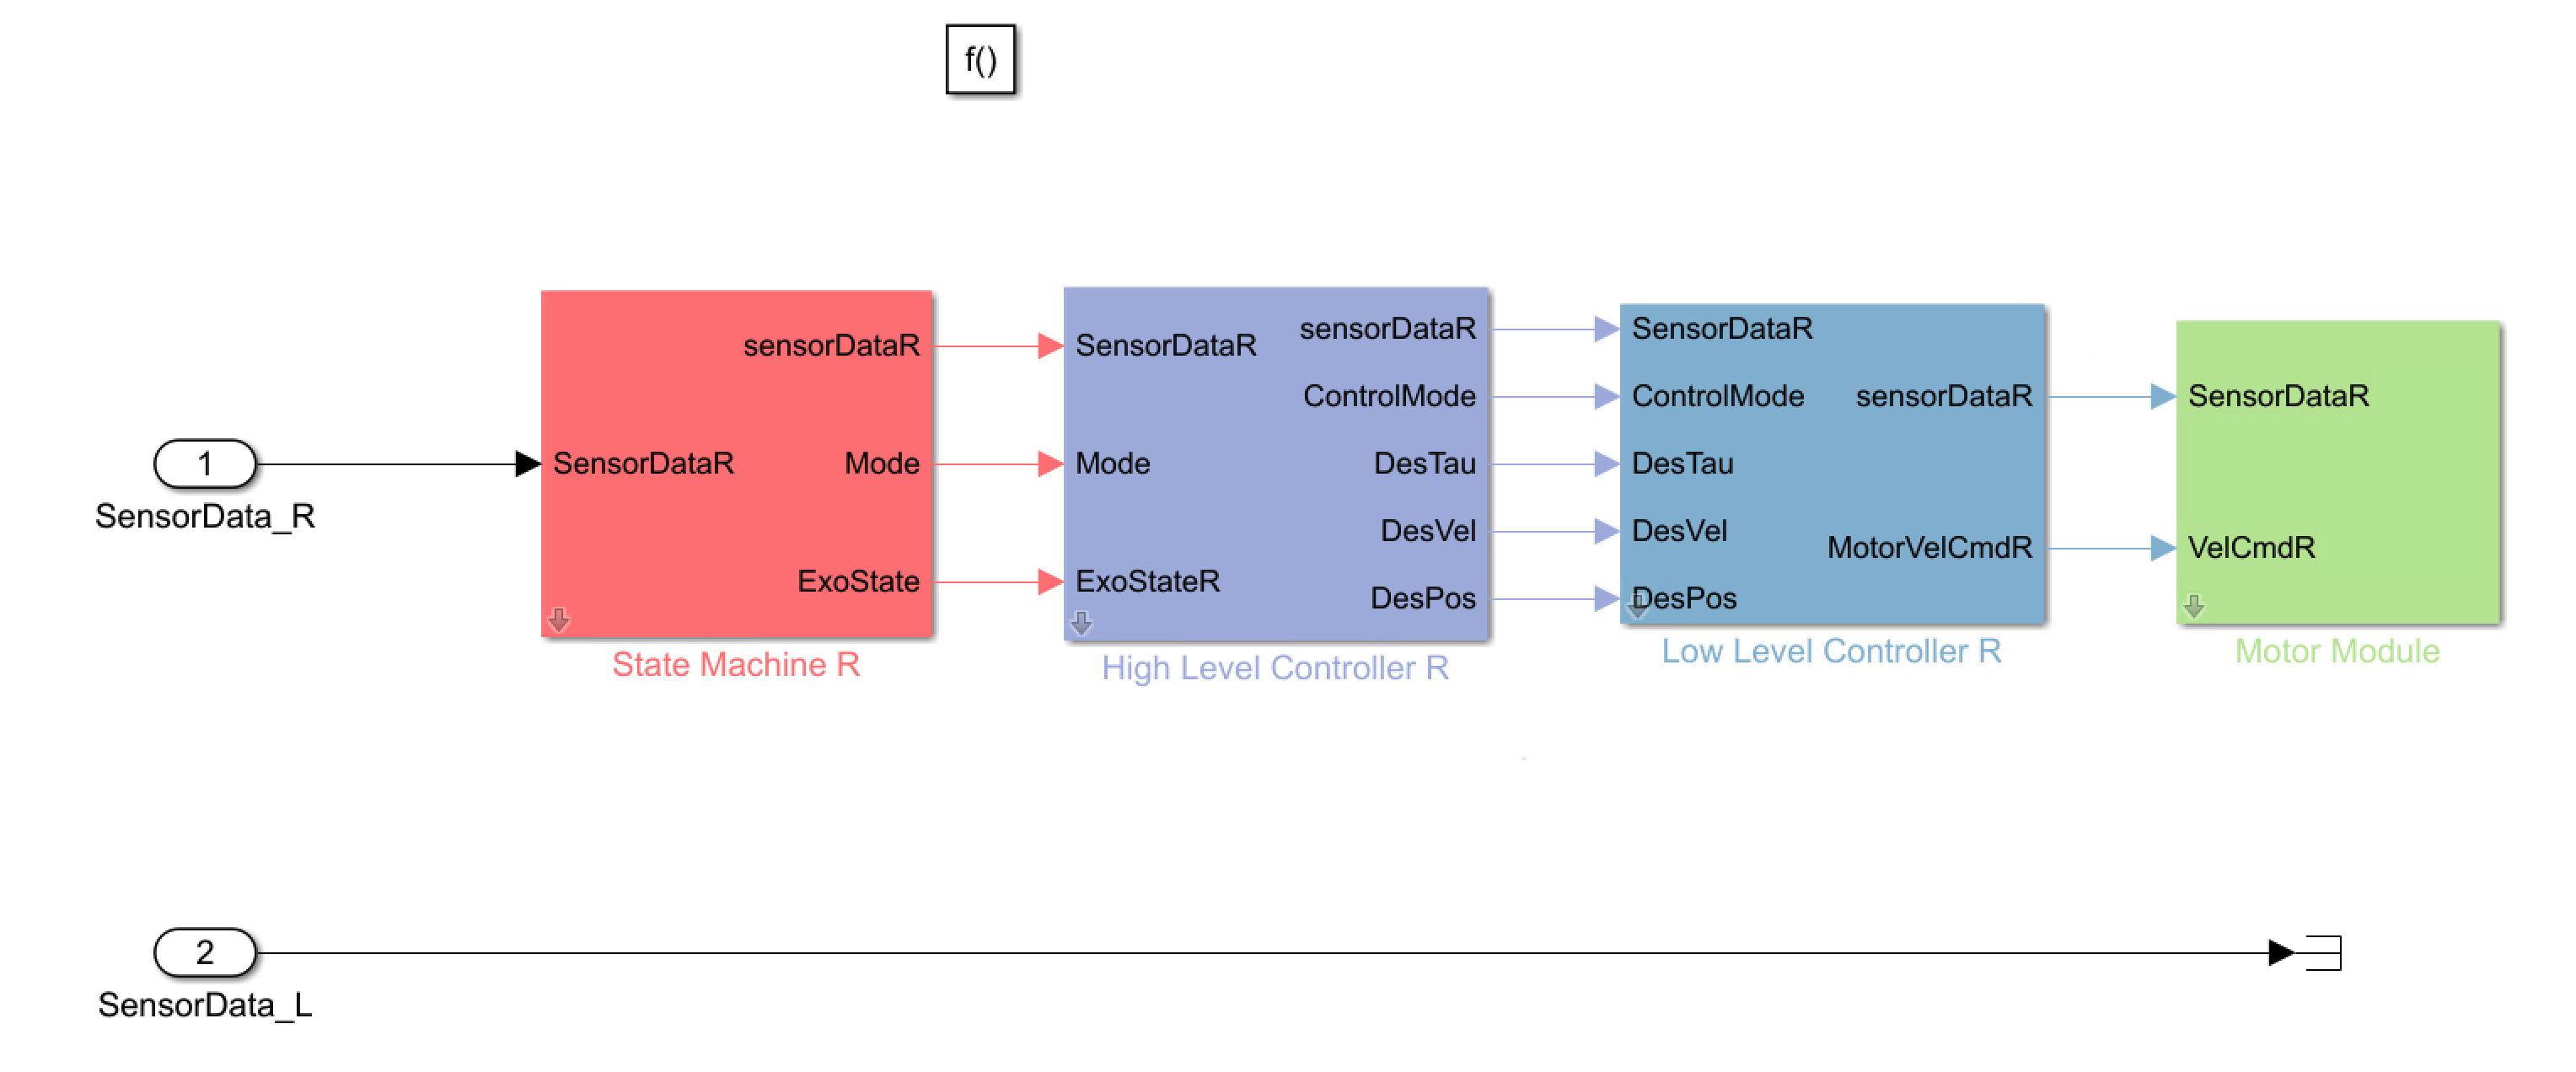 f()
1
SensorData_R
SensorDataR
sensorDataR
Mode
ExoState
State Machine R
SensorDataR
Mode
ExoStateR
sensorDataR
ControlMode
DesTau
DesVel
DesPos
High Level Controller R
SensorDataR
ControlMode
DesTau
DesVel
DesPos
sensorDataR
MotorVelCmdR
Low Level Controller R
SensorDataR
VelCmdR
Motor Module
2
SensorData_L